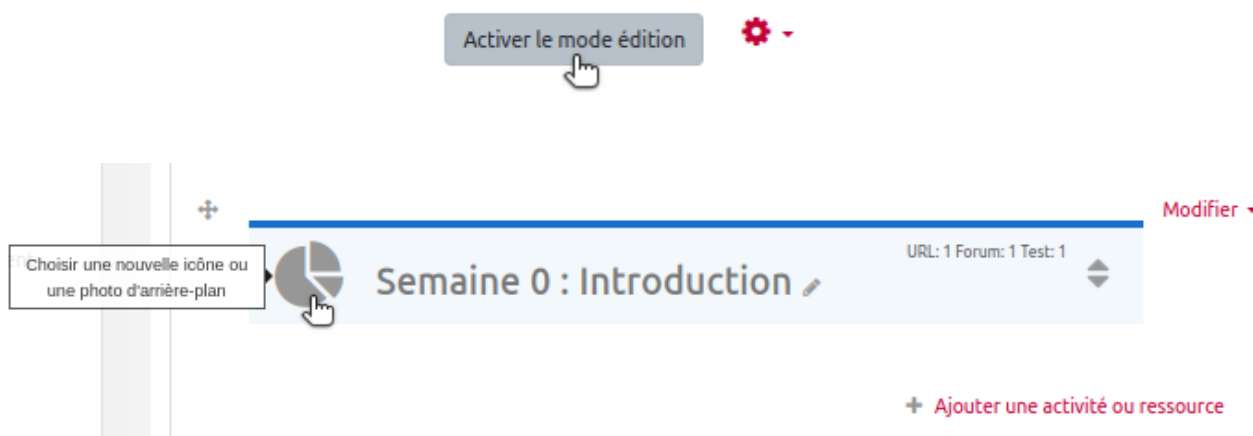 Activer le mode édition
Modifier
Choisir une nouvelle icône ou
une photo d'arrière-plan
Semaine 0 : Introduction
URL: 1 Forum: 1 Test: 1
Ajouter une activité ou ressource